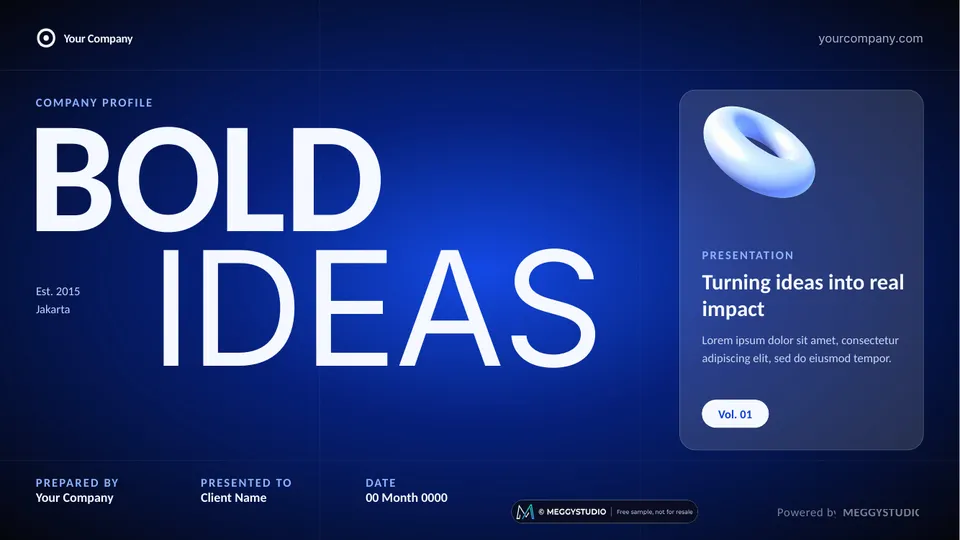 Your Company
yourcompany.com
COMPANY PROFILE
BOLD
IDEAS
Est. 2015
Jakarta
PRESENTATION
Turning ideas into real
impact
Lorem ipsum dolor sit amet, consectetur
adipiscing elit, sed do eiusmod tempor.
Vol. 01
PREPARED BY
Your Company
PRESENTED TO
Client Name
DATE
00 Month 0000
© MEGGYSTUDIO
Free sample, not for resale
Powered by MEGGYSTUDIO